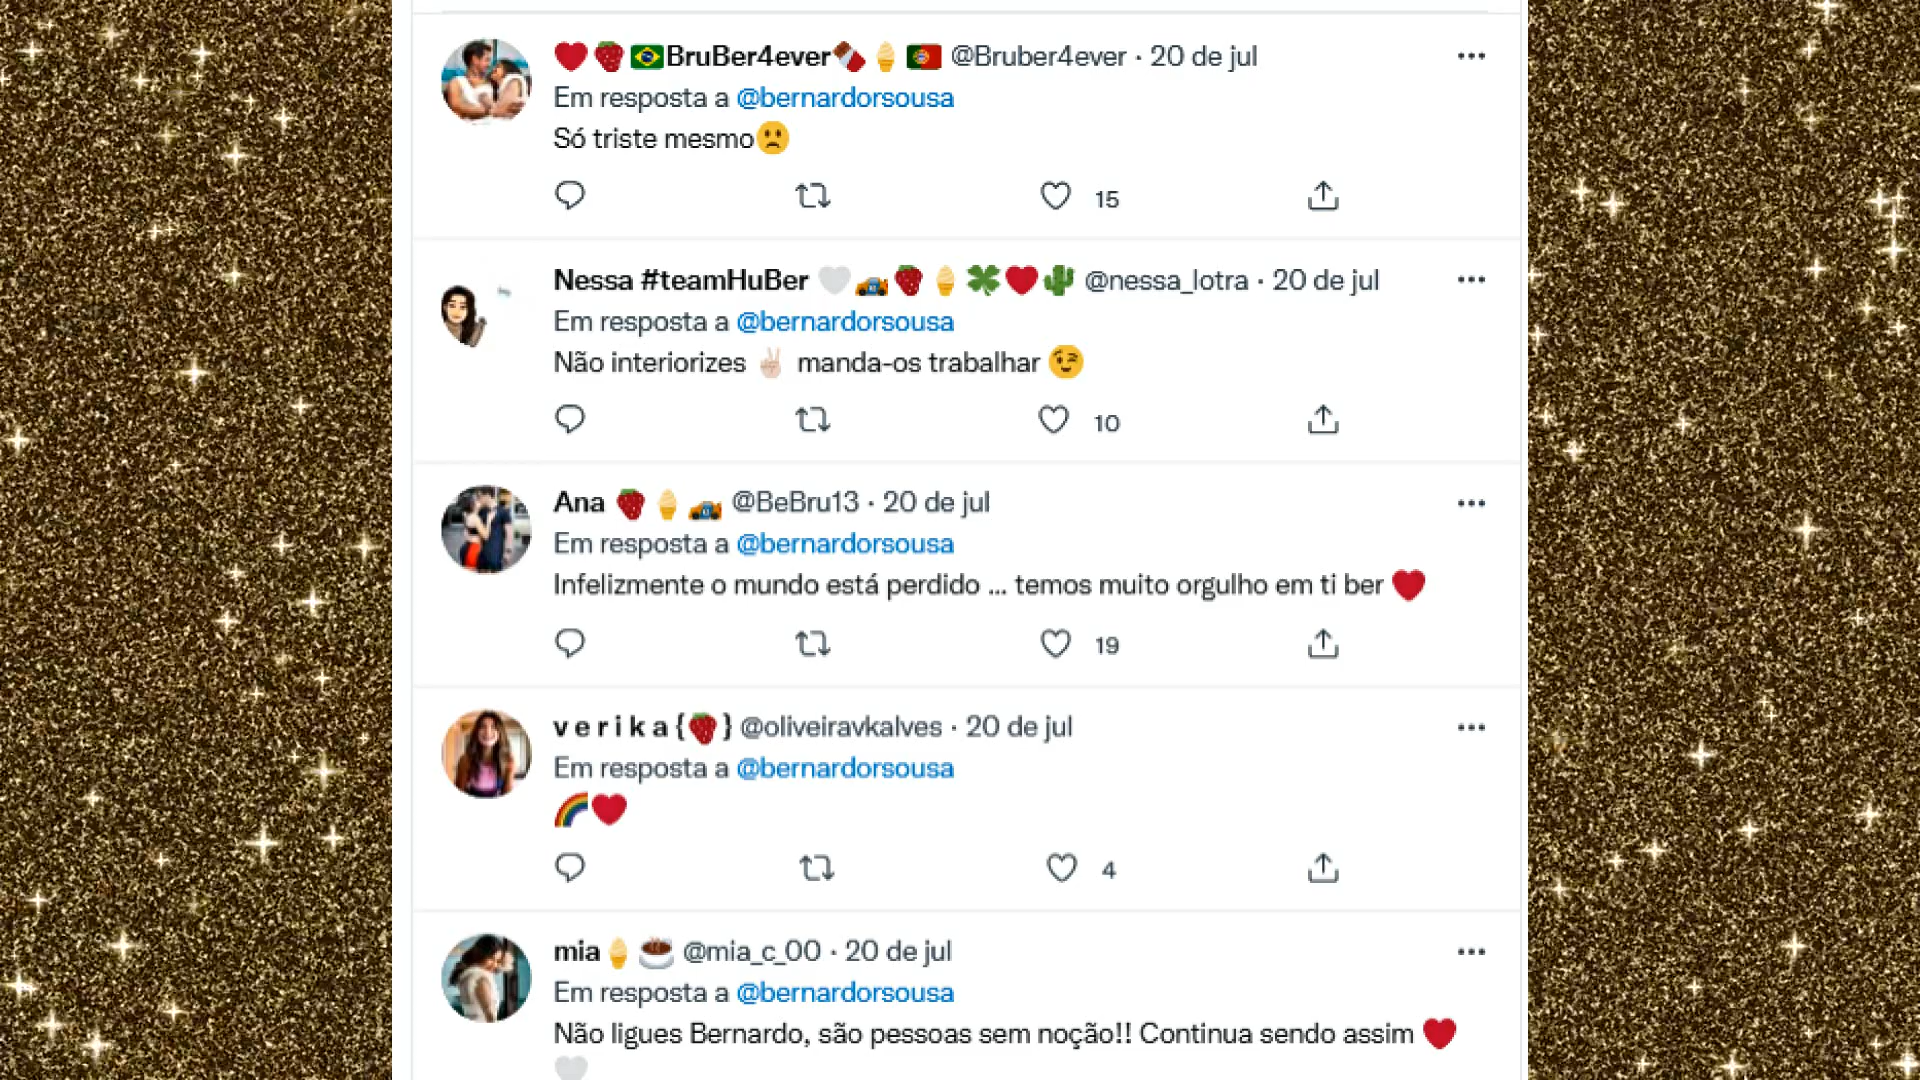 ❤️🍓🇧🇷BruBer4ever🍫🍦🇵🇹 @Bruber4ever · 20 de jul
Em resposta a @bernardorsousa
Só triste mesmo🙁
15
Nessa #teamHuBer 🤍🏎️🍓🍦🍀❤️🌵 @nessa_lotra · 20 de jul
Em resposta a @bernardorsousa
Não interiorizes ✌🏻 manda-os trabalhar 😉
10
Ana 🍓🍦🏎️ @BeBru13 · 20 de jul
Em resposta a @bernardorsousa
Infelizmente o mundo está perdido ... temos muito orgulho em ti ber ❤️
19
v e r i k a {🍓} @oliveiravkalves · 20 de jul
Em resposta a @bernardorsousa
🌈❤️
4
mia🍦☕ @mia_c_00 · 20 de jul
Em resposta a @bernardorsousa
Não ligues Bernardo, são pessoas sem noção!! Continua sendo assim ❤️
🤍